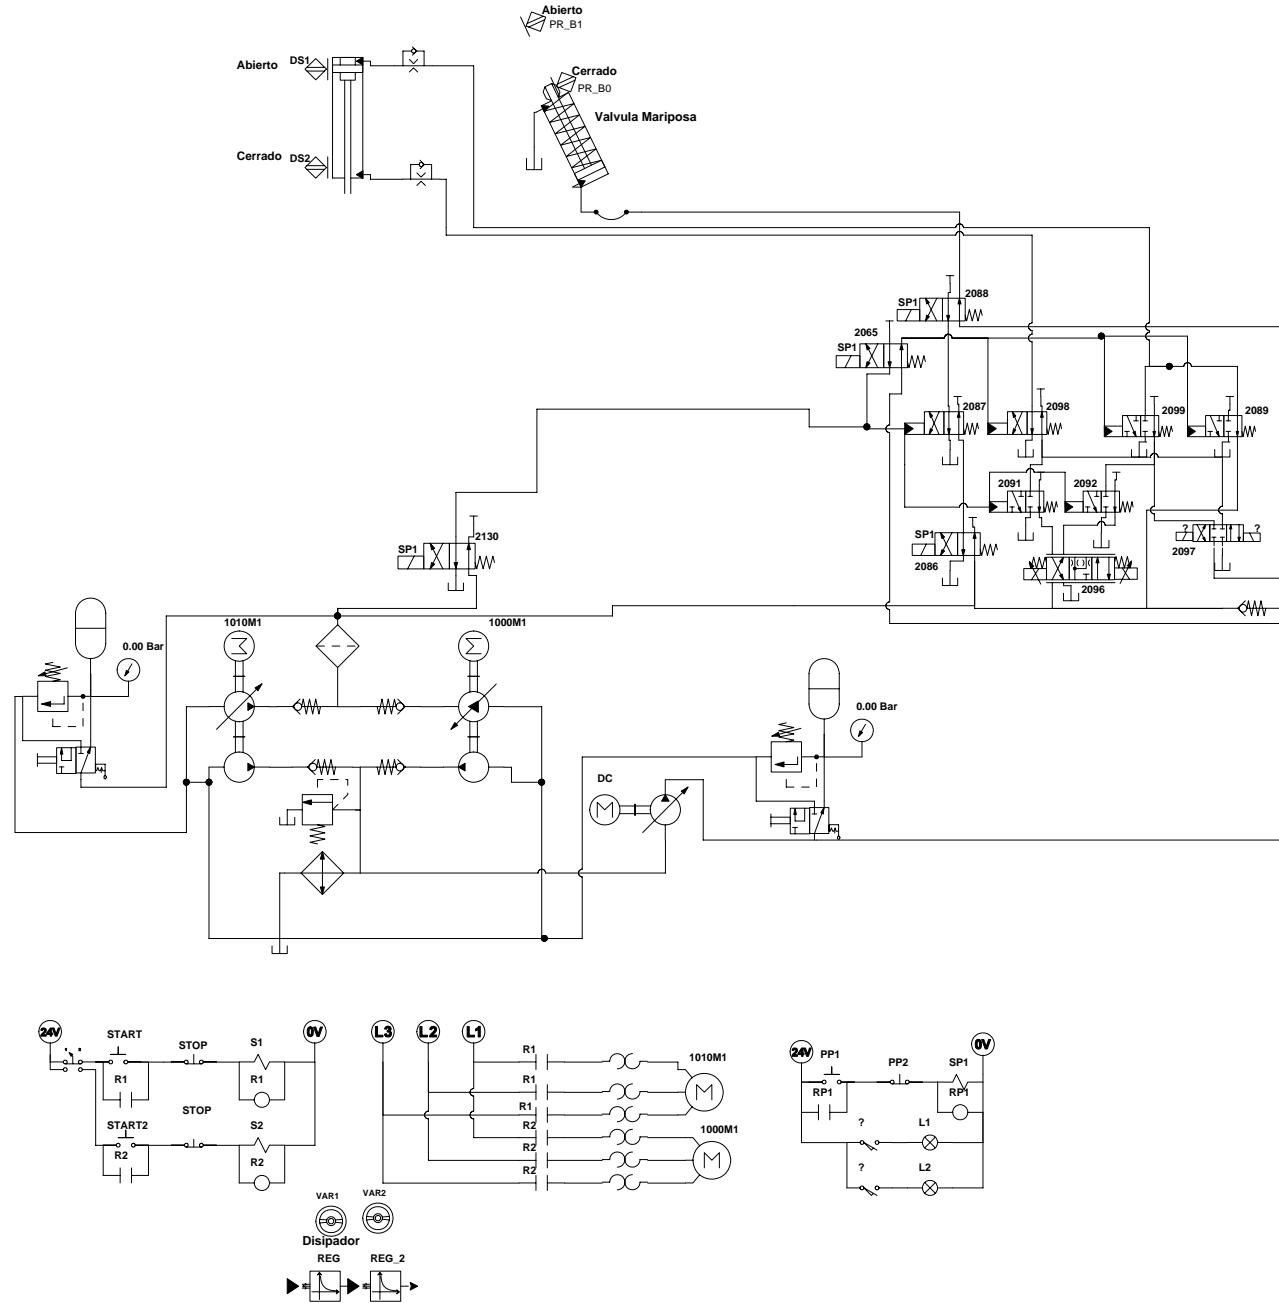 Abierto
PR_B1
Abierto
DS1
Cerrado
PR_B0
Valvula Mariposa
Cerrado
DS2
SP1
2088
2065
SP1
2087
2098
2099
2089
2091
2092
SP1
2086
2130
SP1
?
?
2097
2096
1010M1
1000M1
0.00 Bar
0.00 Bar
DC
M
M
M
24V
START
STOP
S1
0V
R1
R1
START2
STOP
S2
R2
R2
L3
L2
L1
R1
R1
R1
R2
R2
R2
1010M1
M
1000M1
M
24V
PP1
PP2
SP1
0V
RP1
RP1
?
L1
?
L2
VAR1
VAR2
Disipador
REG
REG_2